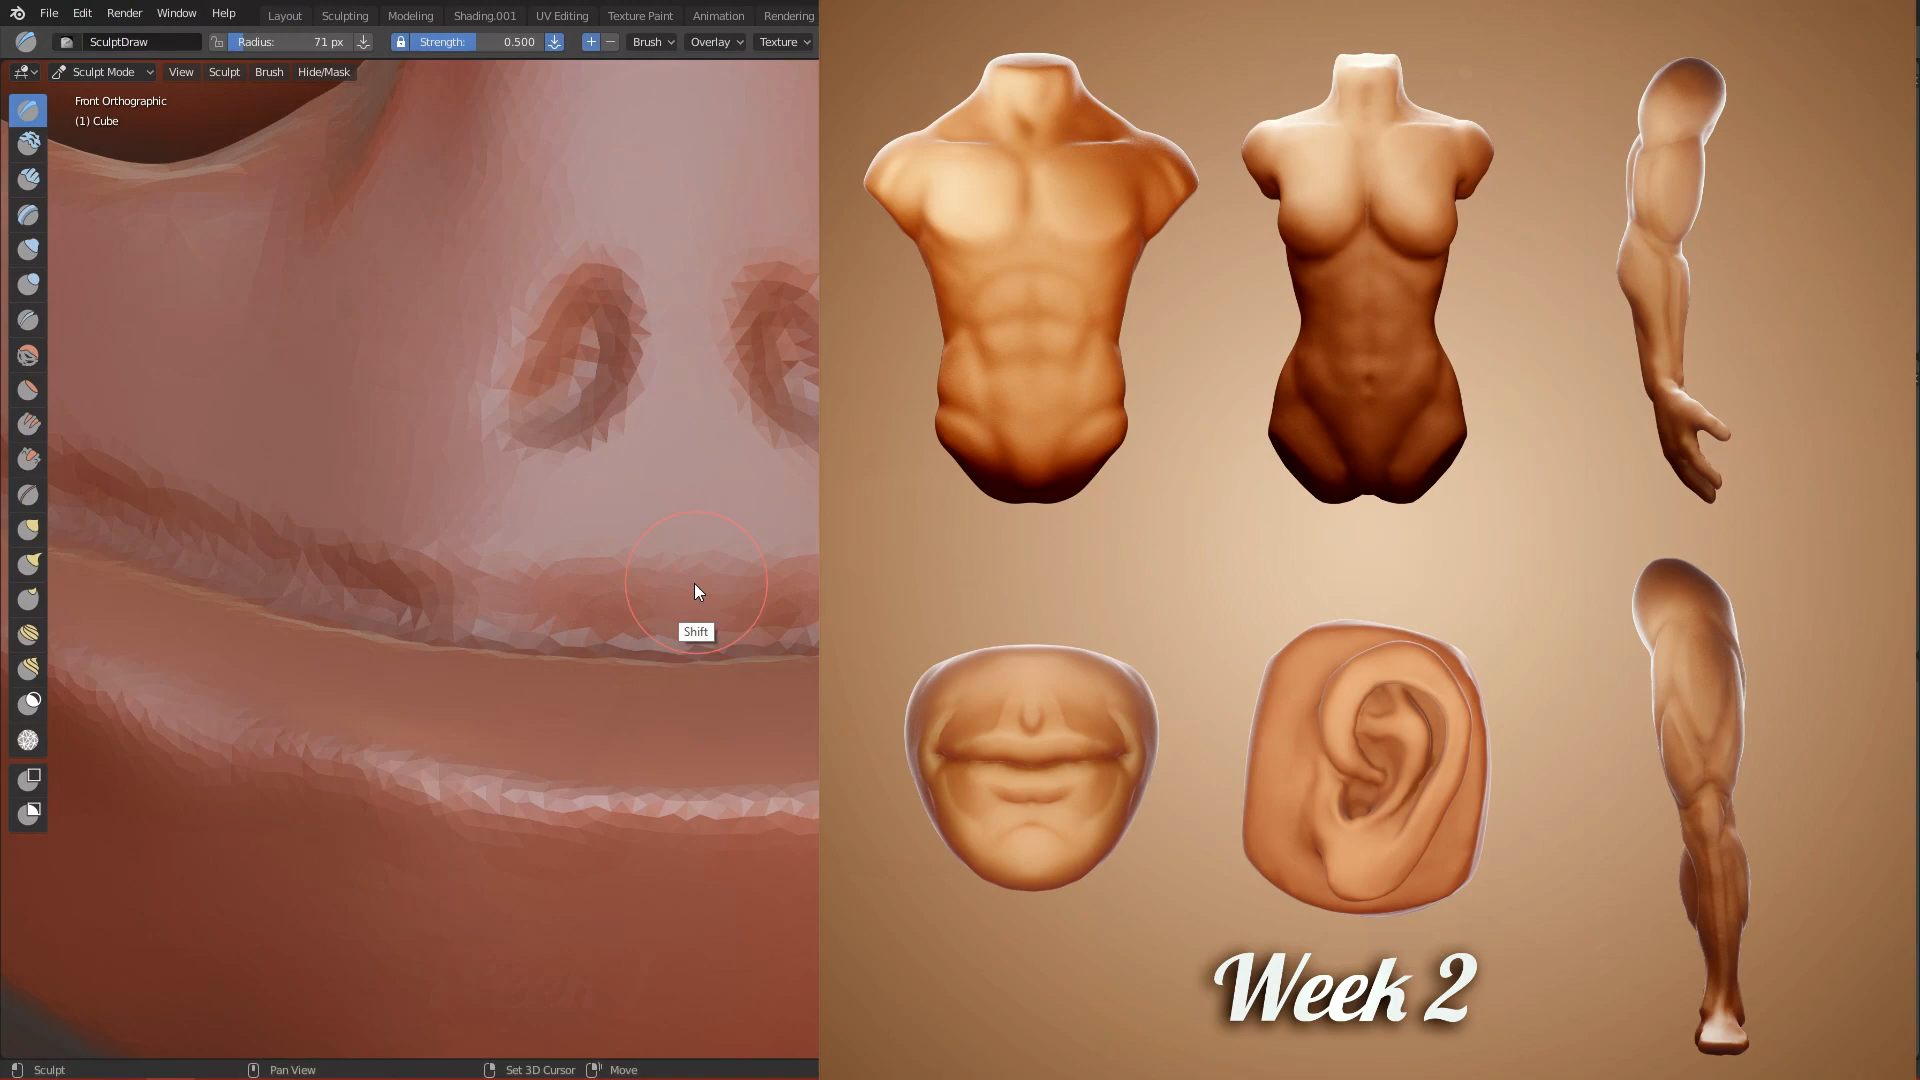 File Edit Render Window Help Layout Sculpting Modeling Shading.001 UV Editing Texture Paint Animation Rendering
SculptDraw Radius: 71 px Strength: 0.500 Brush Overlay Texture
Sculpt Mode View Sculpt Brush Hide/Mask
Front Orthographic
(1) Cube
Shift
Week 2
Sculpt Pan View Set 3D Cursor Move